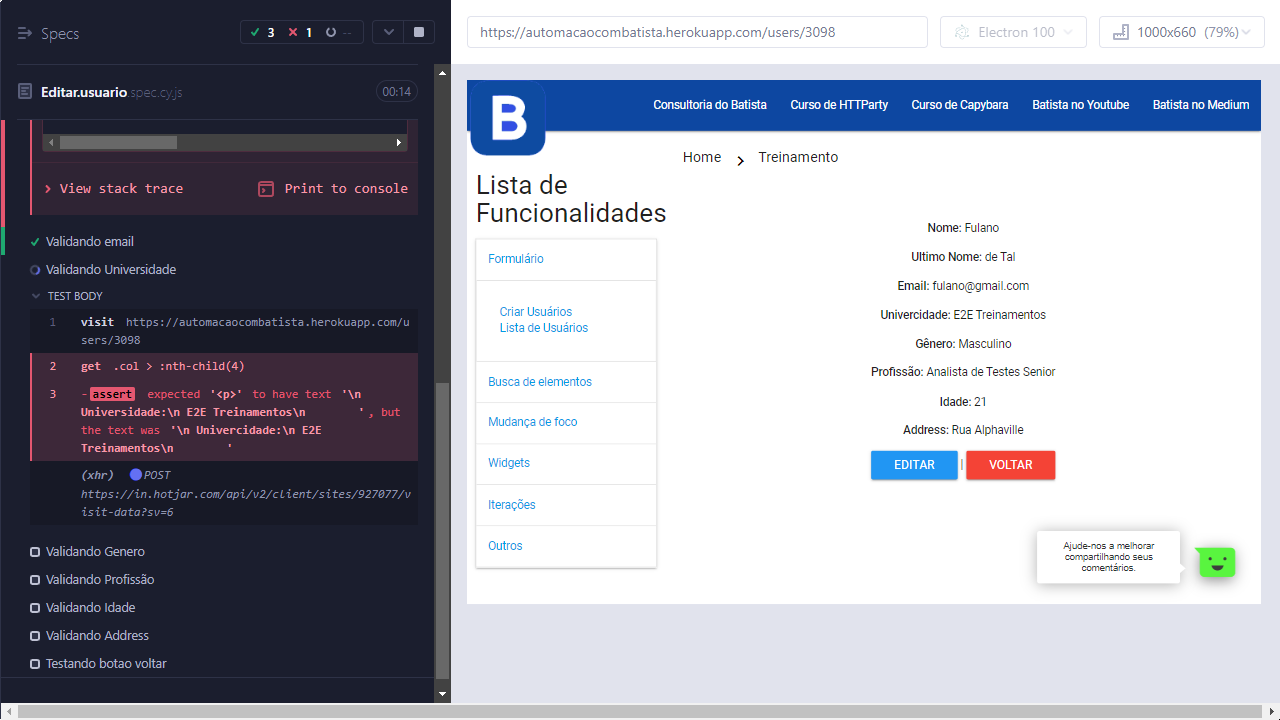 Specs
3 1 --
Editar.usuario.spec.cy.js 00:14
View stack trace Print to console
Validando email
Validando Universidade
TEST BODY
1 visit https://automacaocombatista.herokuapp.com/u
sers/3098
2 get .col > :nth-child(4)
3 -assert expected '<p>' to have text '\n
Universidade:\n E2E Treinamentos\n ', but
the text was '\n Univercidade:\n E2E
Treinamentos\n '
(xhr) POST
https://in.hotjar.com/api/v2/client/sites/927077/v
isit-data?sv=6
Validando Genero
Validando Profissão
Validando Idade
Validando Address
Testando botao voltar
https://automacaocombatista.herokuapp.com/users/3098 Electron 100 1000x660 (79%)
B
Consultoria do Batista Curso de HTTParty Curso de Capybara Batista no Youtube Batista no Medium
Home Treinamento
Lista de
Funcionalidades
Formulário
Criar Usuários
Lista de Usuários
Busca de elementos
Mudança de foco
Widgets
Iterações
Outros
Nome: Fulano
Ultimo Nome: de Tal
Email: fulano@gmail.com
Univercidade: E2E Treinamentos
Gênero: Masculino
Profissão: Analista de Testes Senior
Idade: 21
Address: Rua Alphaville
EDITAR | VOLTAR
Ajude-nos a melhorar
compartilhando seus
comentários.